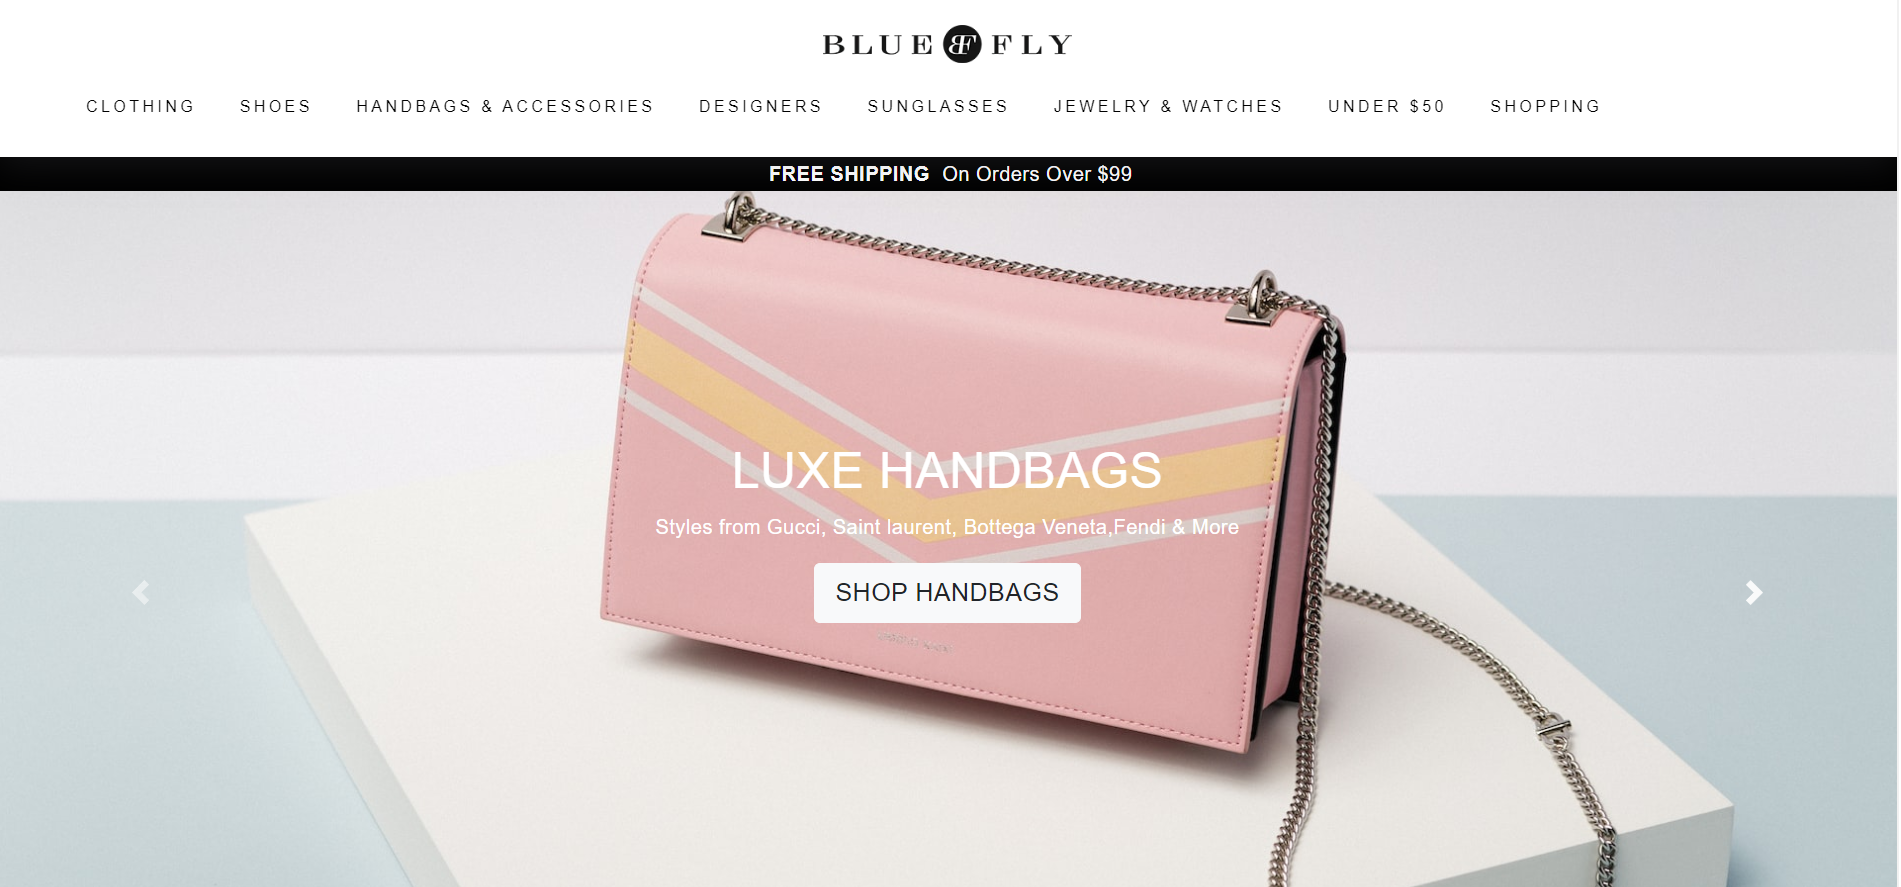 BLUE BF FLY
CLOTHING SHOES HANDBAGS & ACCESSORIES DESIGNERS SUNGLASSES JEWELRY & WATCHES UNDER $50 SHOPPING
FREE SHIPPING On Orders Over $99
LUXE HANDBAGS
Styles from Gucci, Saint laurent, Bottega Veneta,Fendi & More
SHOP HANDBAGS